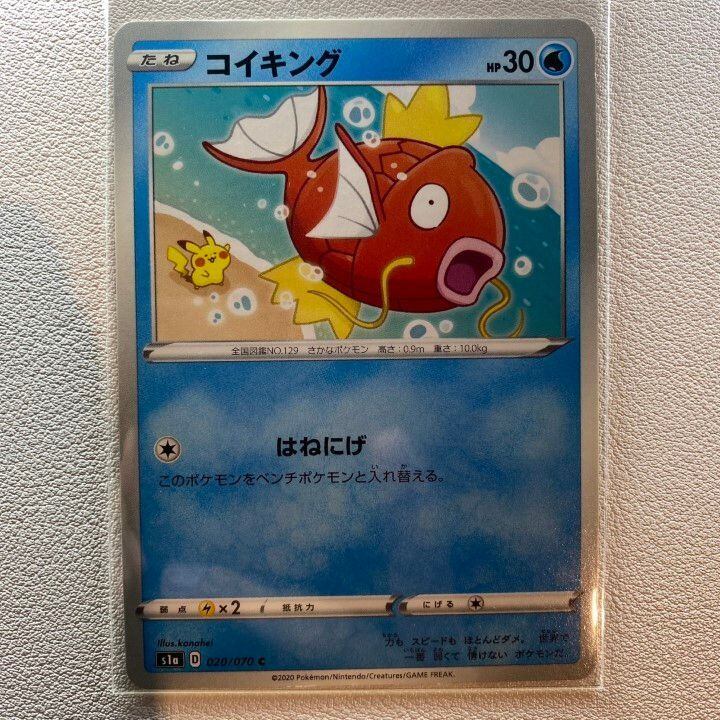 たね コイキング HP30
全国図鑑NO.129 さかなポケモン 高さ:0.9m 重さ:10.0kg
はねにげ
このポケモンをベンチポケモンと入れ替える。
弱点 ×2 抵抗力 にげる
Illus.kanahei
力も スピードも ほとんどダメ。世界で
一番 弱くて 情けない ポケモンだ。
s1a D 020/070 C
©2020 Pokémon/Nintendo/Creatures/GAME FREAK.